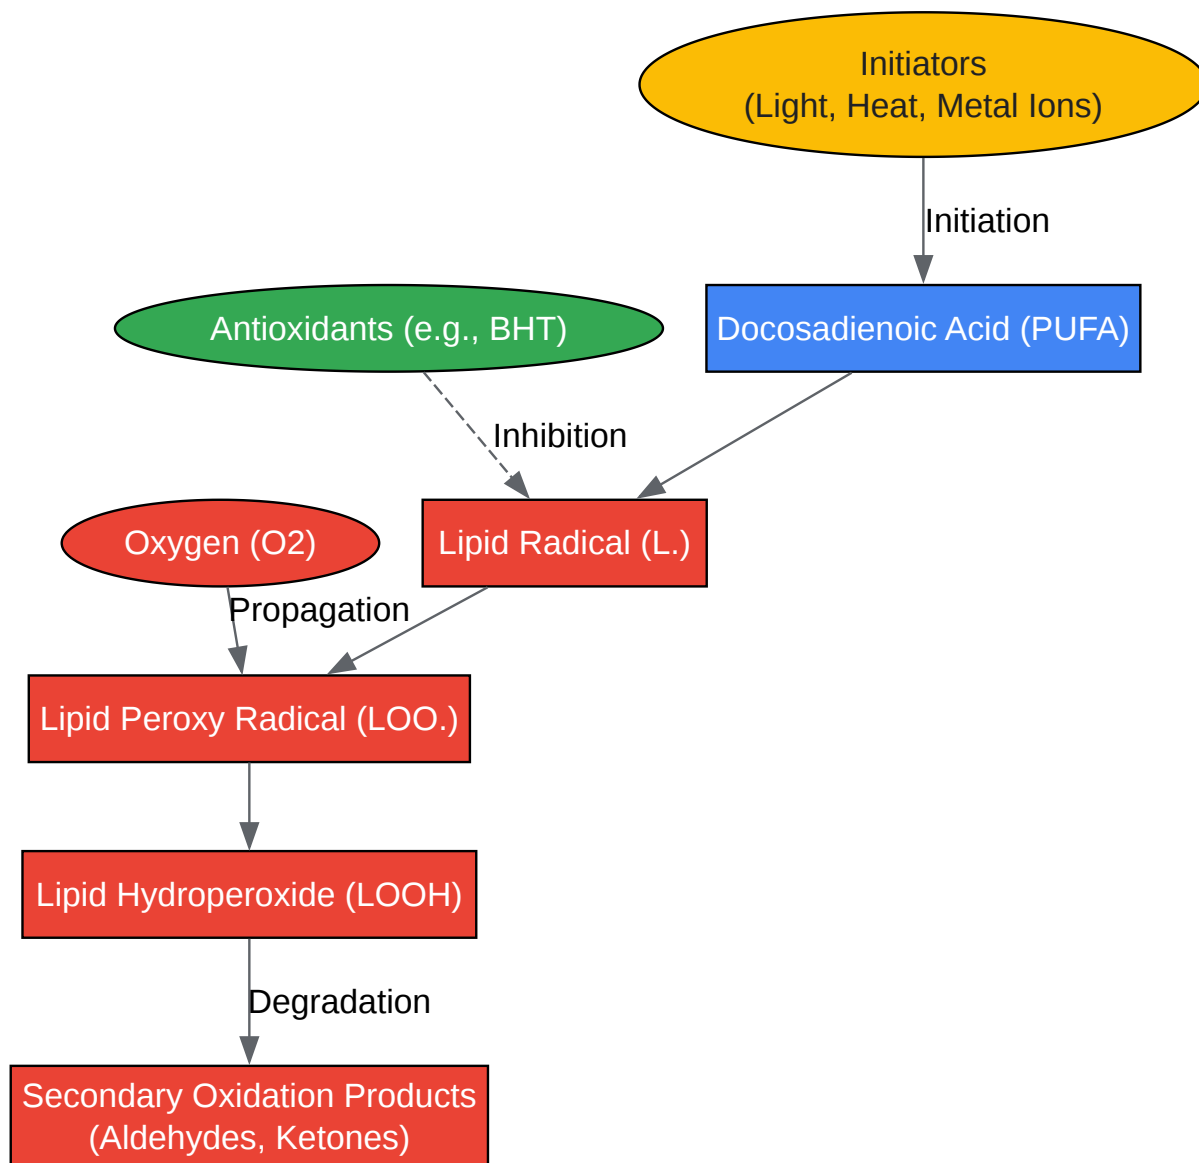 Initiators
(Light, Heat, Metal Ions)
Initiation
Antioxidants (e.g., BHT)
Docosadienoic Acid (PUFA)
Inhibition
Oxygen (O2)
Lipid Radical (L.)
Propagation
Lipid Peroxy Radical (LOO.)
Lipid Hydroperoxide (LOOH)
Degradation
Secondary Oxidation Products
(Aldehydes, Ketones)